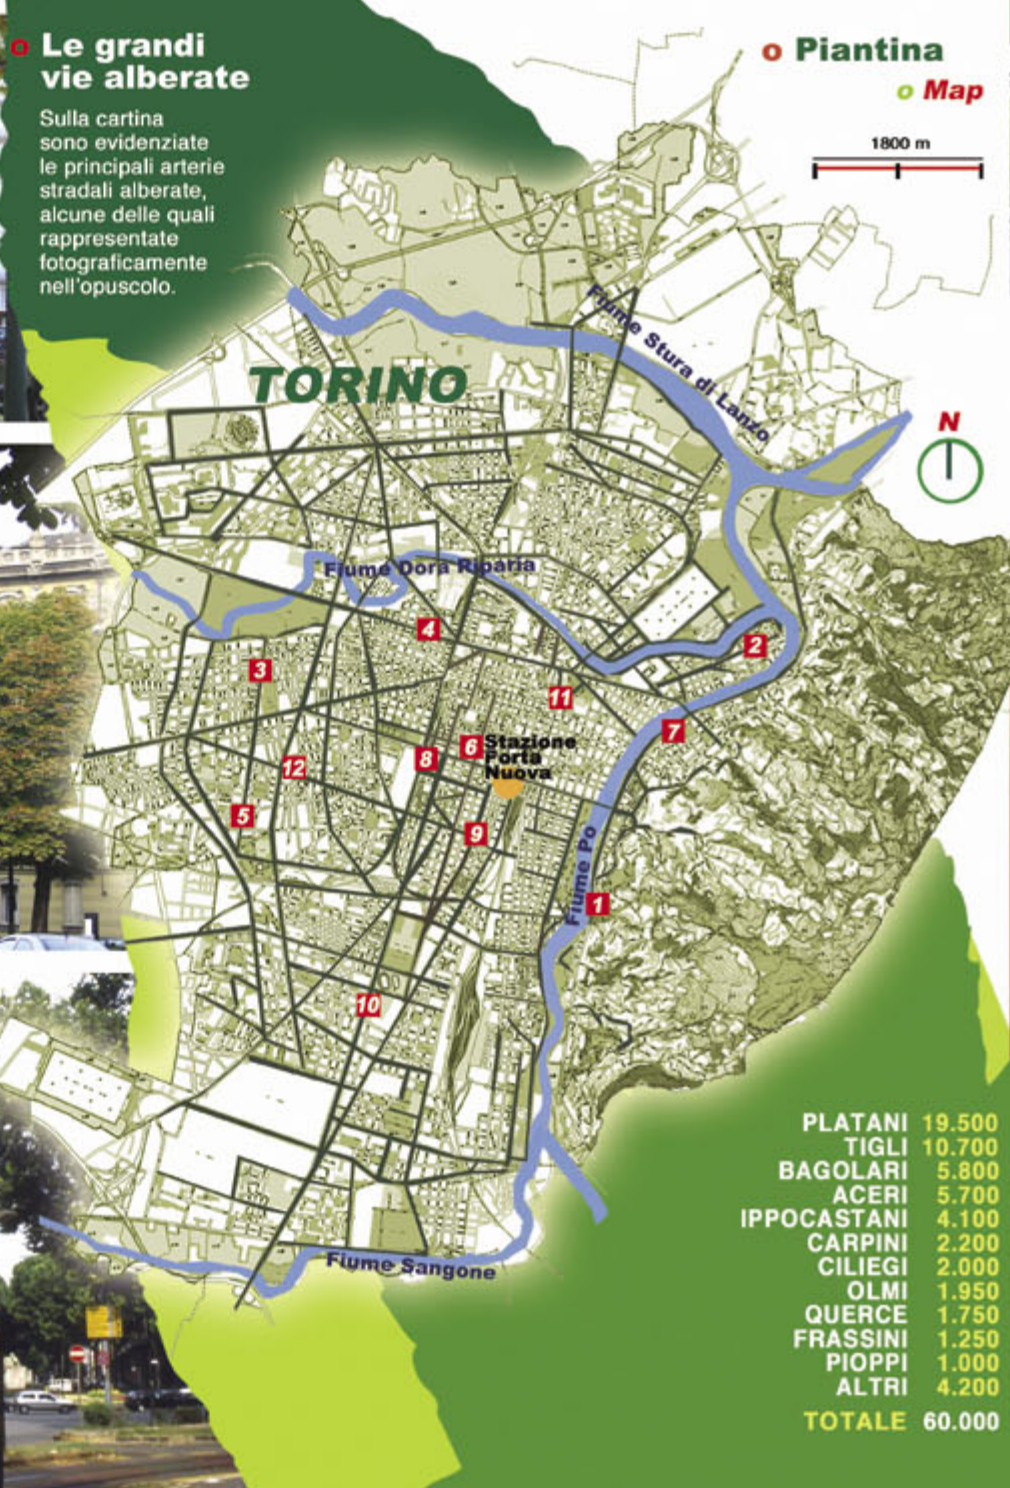 o Le grandi
vie alberate
Sulla cartina
sono evidenziate
le principali arterie
stradali alberate,
alcune delle quali
rappresentate
fotograficamente
nell'opuscolo.
o Piantina
o Map
1800 m
Fiume Stura di Lanzo
TORINO
N
Fiume Dora Riparia
4
2
3
11
7
6 Stazione
Porta
Nuova
8
12
5
9
Fiume Po
1
10
Fiume Sangone
PLATANI 19.500
TIGLI 10.700
BAGOLARI 5.800
ACERI 5.700
IPPOCASTANI 4.100
CARPINI 2.200
CILIEGI 2.000
OLMI 1.950
QUERCE 1.750
FRASSINI 1.250
PIOPPI 1.000
ALTRI 4.200
TOTALE 60.000